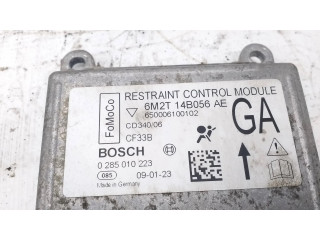 FoMoCo
RESTRAINT CONTROL MODULE
6M2T 14B056 AE
650006100102
CD340/06
CF33B
GA
BOSCH
0 285 010 223
085 09-01-23
Made in Germany